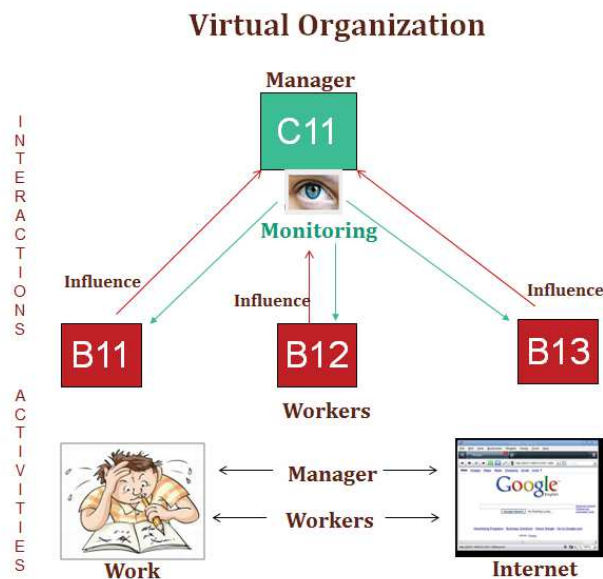 Virtual Organization
INTERACTIONS
Manager
C11
Monitoring
Influence
Influence
Influence
B11
B12
B13
Workers
ACTIVITIES
Manager
Workers
Google
Work
Internet